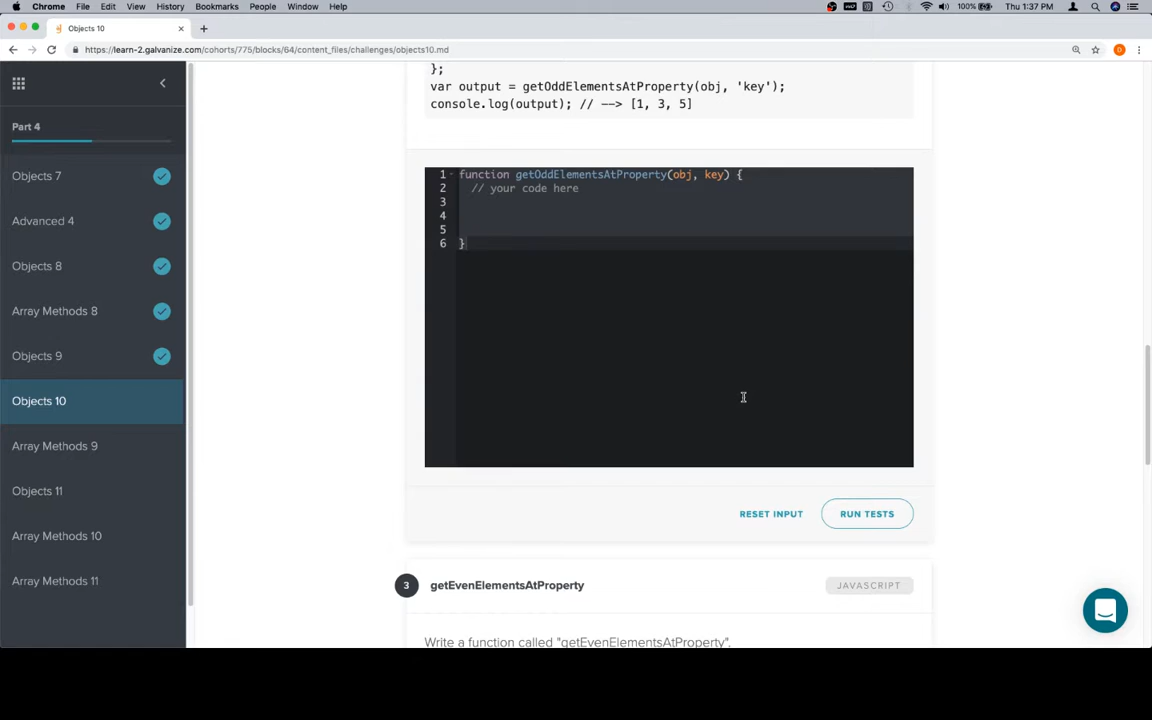 Chrome File Edit View History Bookmarks People Window Help
100% Thu 1:37 PM
Objects 10
https://learn-2.galvanize.com/cohorts/775/blocks/64/content_files/challenges/objects10.md
Part 4
Objects 7
Advanced 4
Objects 8
Array Methods 8
Objects 9
Objects 10
Array Methods 9
Objects 11
Array Methods 10
Array Methods 11
};
var output = getOddElementsAtProperty(obj, 'key');
console.log(output); // --> [1, 3, 5]
1 function getOddElementsAtProperty(obj, key) {
2 // your code here
3
4
5
6 }
RESET INPUT RUN TESTS
3 getEvenElementsAtProperty JAVASCRIPT
Write a function called "getEvenElementsAtProperty".